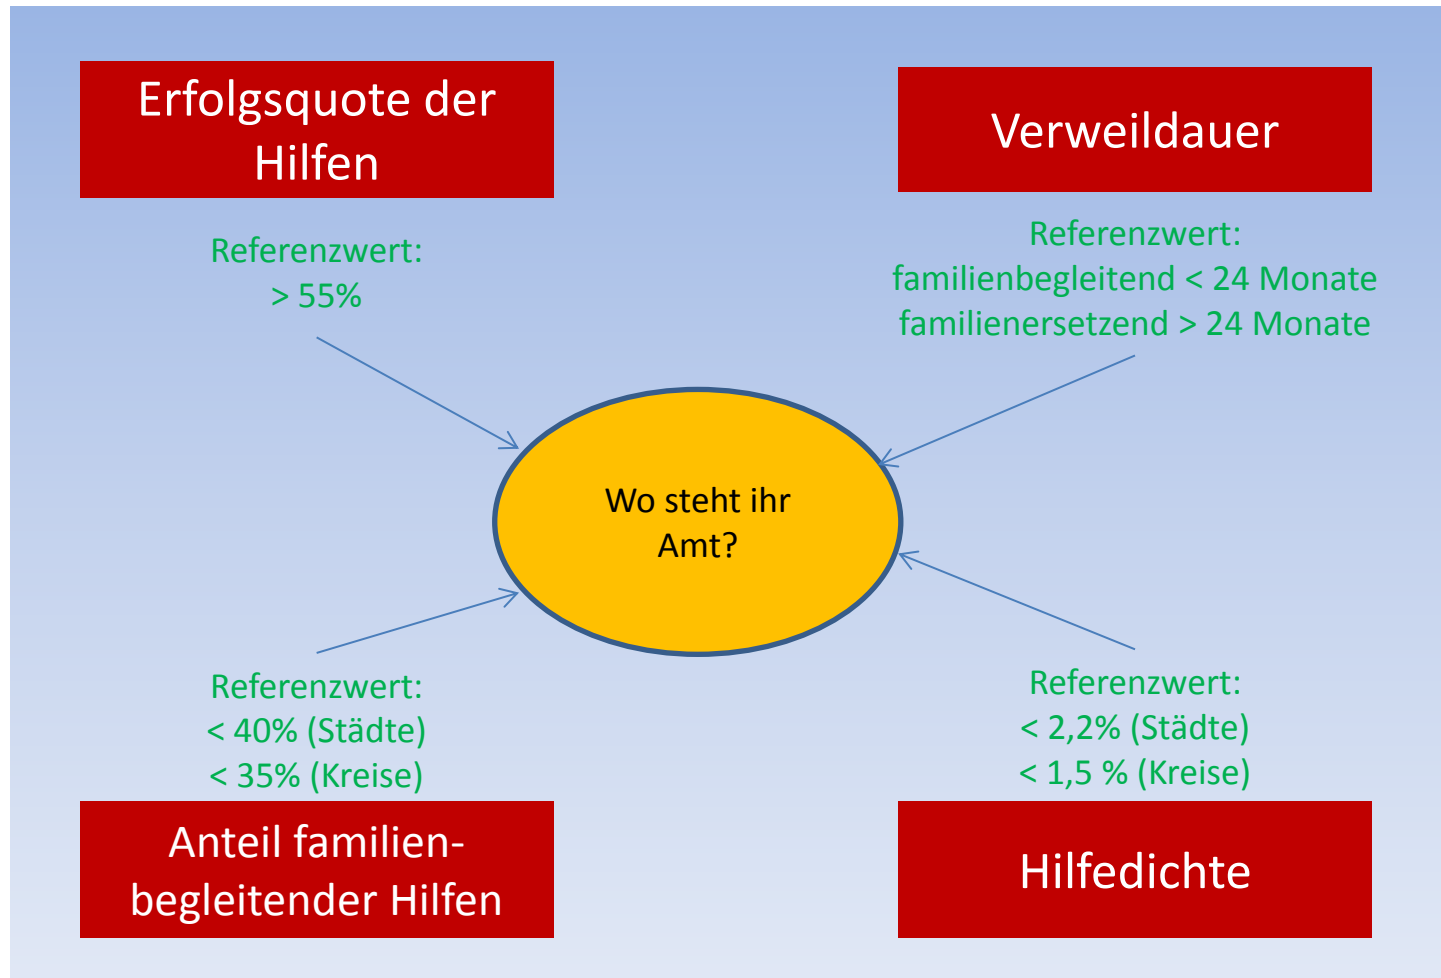 Erfolgsquote der
Hilfen
Referenzwert:
> 55%
Verweildauer
Referenzwert:
familienbegleitend < 24 Monate
familienersetzend > 24 Monate
Wo steht ihr
Amt?
Referenzwert:
< 40% (Städte)
< 35% (Kreise)
Anteil familien-
begleitender Hilfen
Referenzwert:
< 2,2% (Städte)
< 1,5 % (Kreise)
Hilfedichte